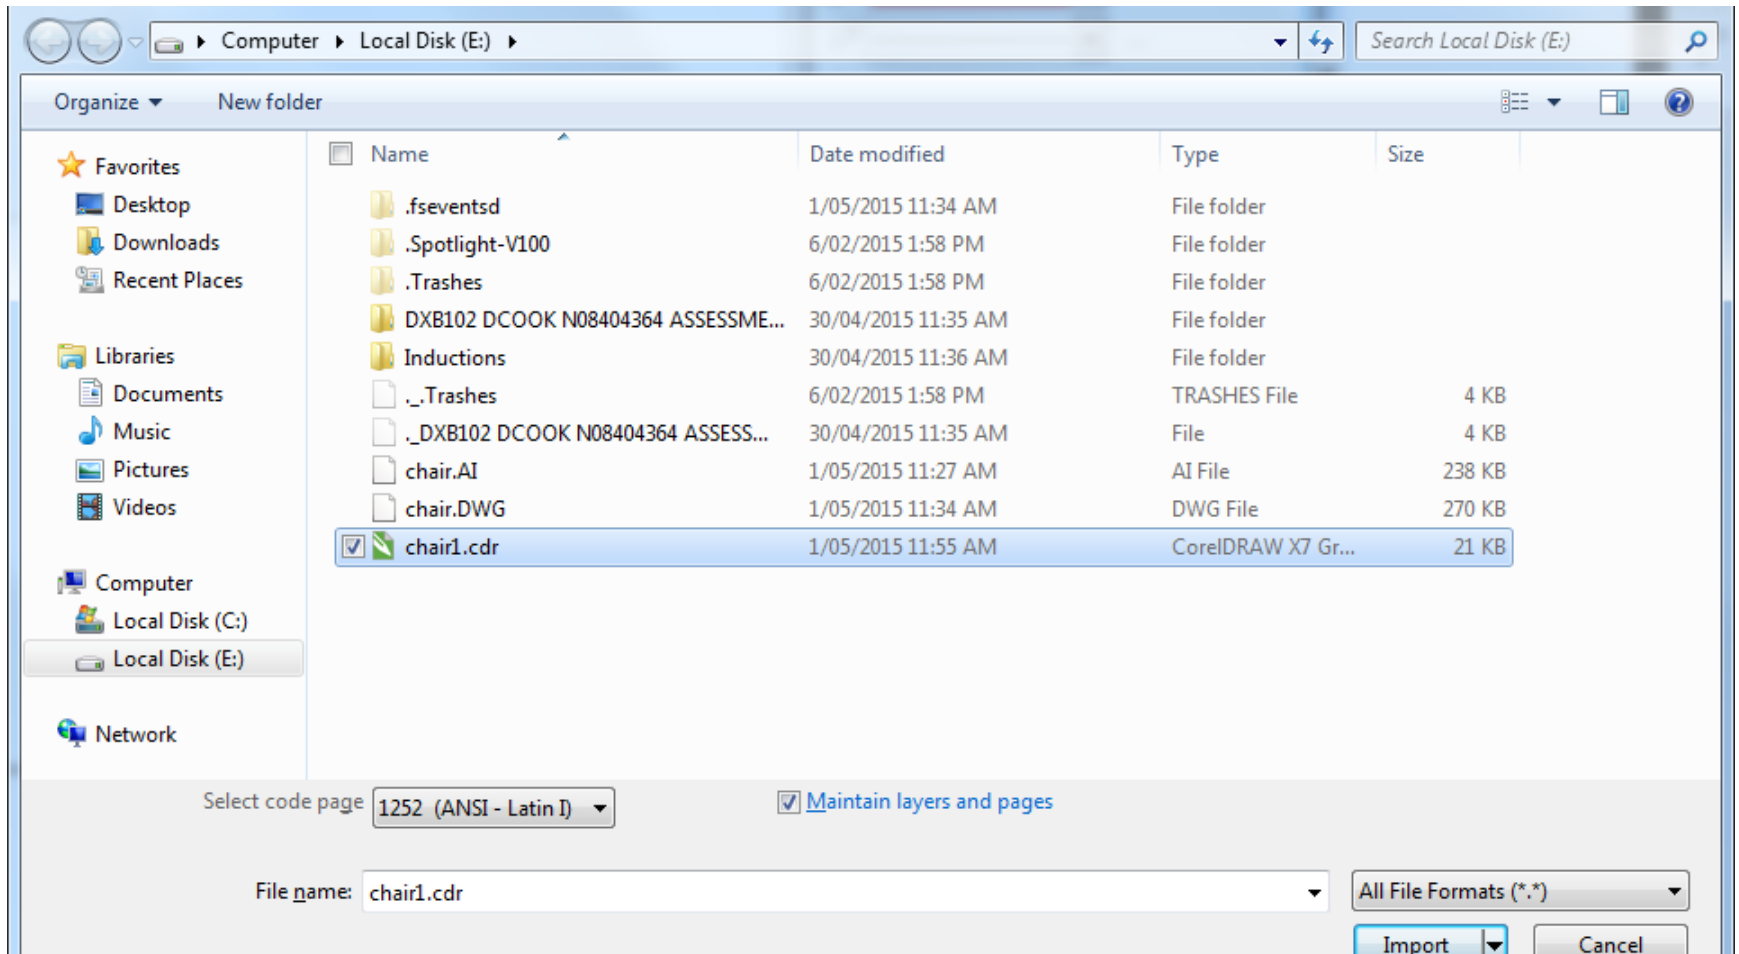 Computer Local Disk (E:) Search Local Disk (E:)
Organize New folder
Favorites
Desktop
Downloads
Recent Places
Libraries
Documents
Music
Pictures
Videos
Computer
Local Disk (C:)
Local Disk (E:)
Network
Name Date modified Type Size
.fseventsd 1/05/2015 11:34 AM File folder
.Spotlight-V100 6/02/2015 1:58 PM File folder
.Trashes 6/02/2015 1:58 PM File folder
DXB102 DCOOK N08404364 ASSESSME... 30/04/2015 11:35 AM File folder
Inductions 30/04/2015 11:36 AM File folder
._.Trashes 6/02/2015 1:58 PM TRASHES File 4 KB
._DXB102 DCOOK N08404364 ASSESS... 30/04/2015 11:35 AM File 4 KB
chair.AI 1/05/2015 11:27 AM AI File 238 KB
chair.DWG 1/05/2015 11:34 AM DWG File 270 KB
chair1.cdr 1/05/2015 11:55 AM CorelDRAW X7 Gr... 21 KB
Select code page 1252 (ANSI - Latin I) Maintain layers and pages
File name: chair1.cdr All File Formats (*.*)
Import Cancel